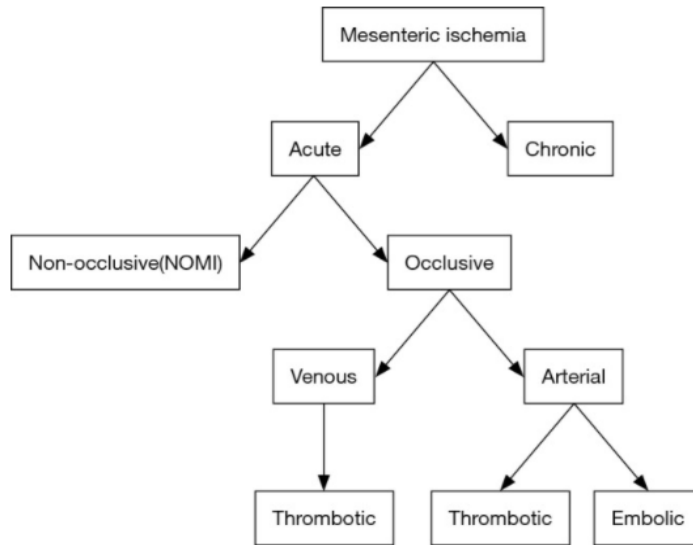 Mesenteric ischemia
Acute
Chronic
Non-occlusive(NOMI)
Occlusive
Venous
Arterial
Thrombotic
Thrombotic
Embolic